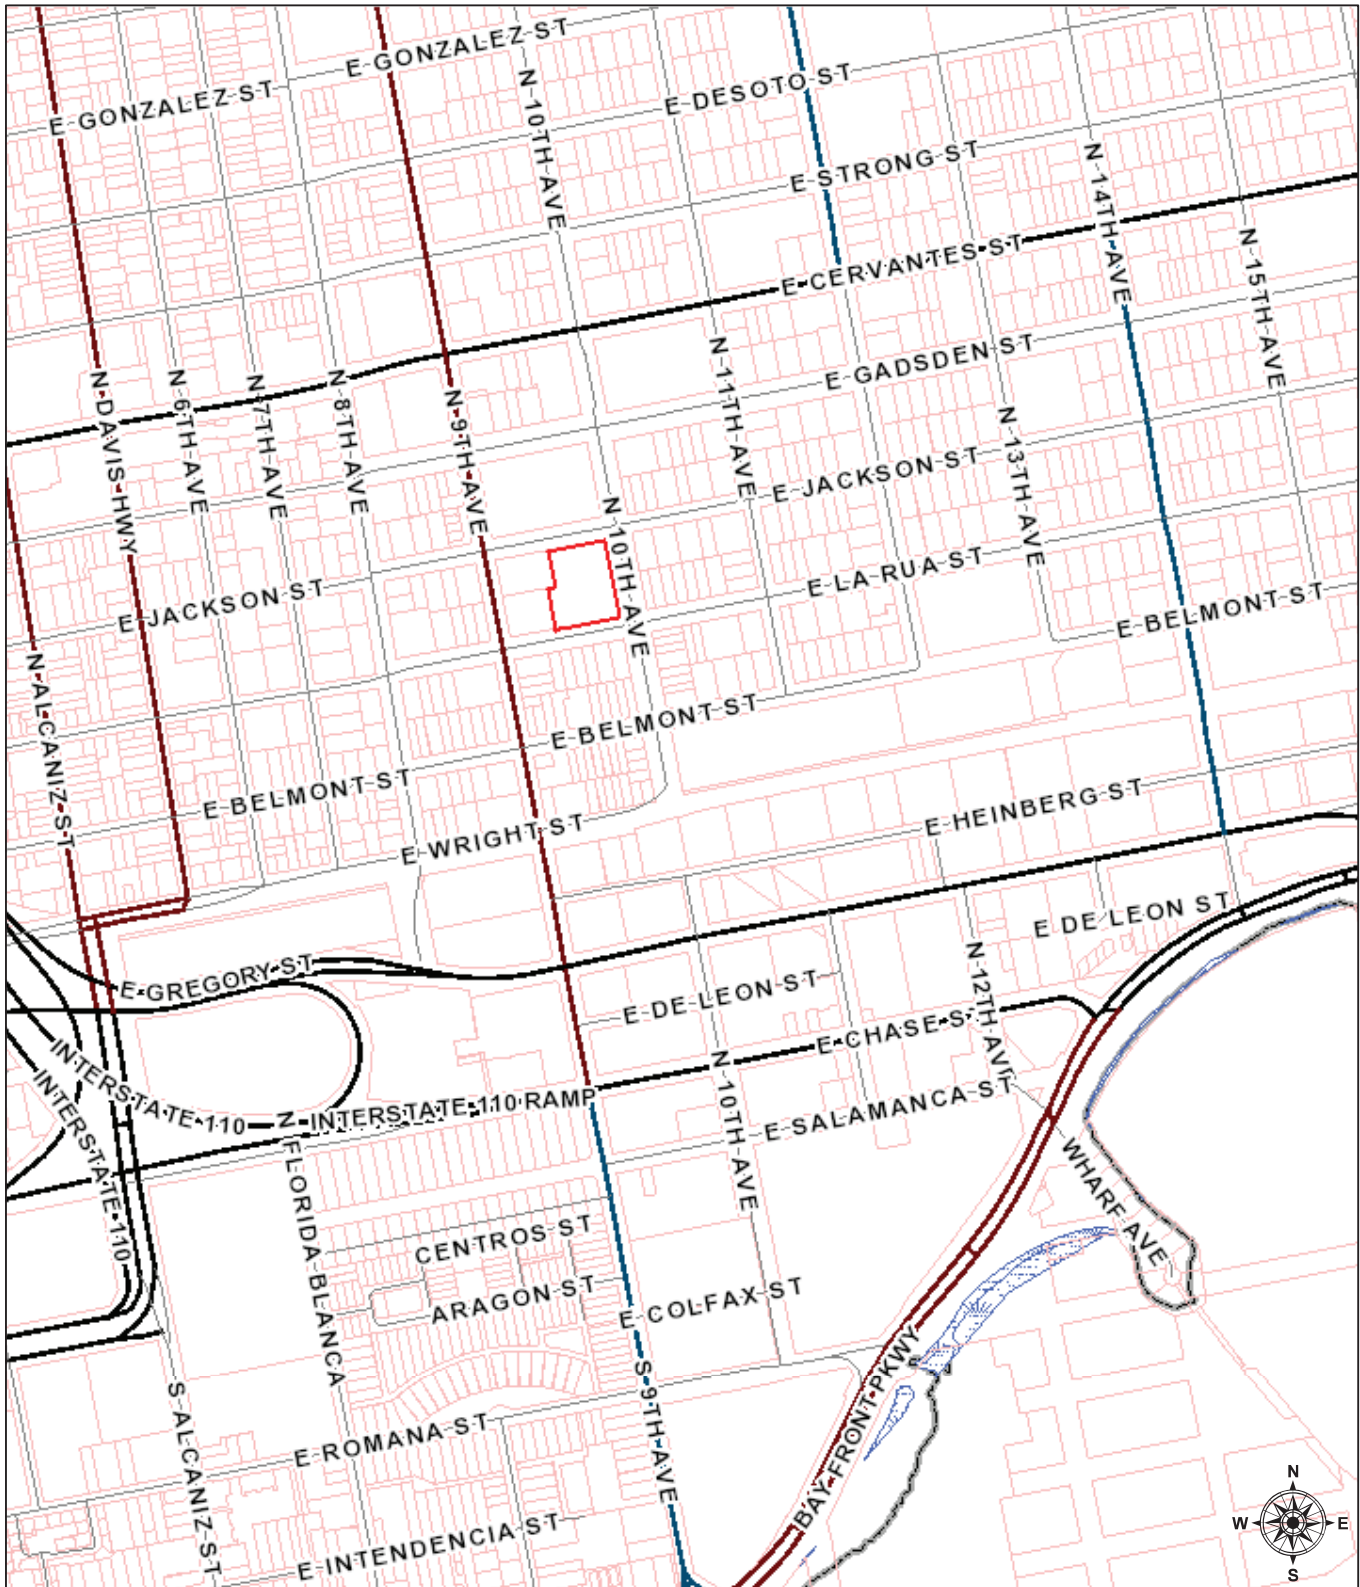 E GONZALEZ ST
E GONZALEZ ST
N 10TH AVE
E DESOTO ST
E STRONG ST
N 14TH AVE
E CERVANTES ST
N 15TH AVE
N DAVIS HWY
N 6TH AVE
N 7TH AVE
N 8TH AVE
N 9TH AVE
N 11TH AVE
E GADSDEN ST
N 13TH AVE
E JACKSON ST
N 10TH AVE
E LA RUA ST
E JACKSON ST
E BELMONT ST
N ALCANIZ ST
E BELMONT ST
E BELMONT ST
E WRIGHT ST
E HEINBERG ST
E DE LEON ST
E GREGORY ST
E DE LEON ST
N 12TH AVE
E CHASE ST
INTERSTATE 110
INTERSTATE 110
INTERSTATE 110 RAMP
N 10TH AVE
E SALAMANCA ST
N FLORIDA BLANCA
WHARF AVE
CENTROS ST
ARAGON ST
E COLFAX ST
S 9TH AVE
BAY FRONT PKWY
S ALCANIZ ST
E ROMANA ST
E INTENDENCIA ST
N
W
E
S